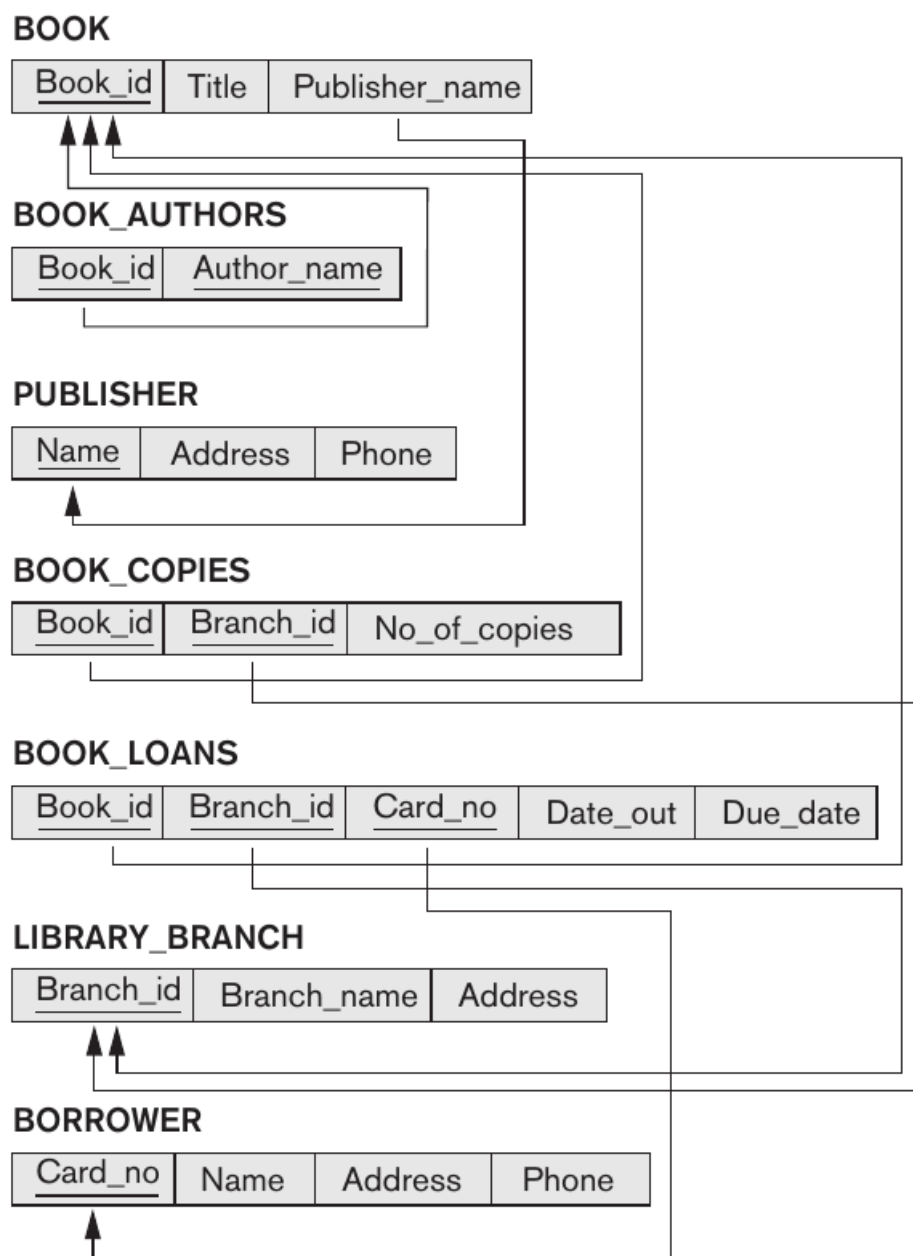 BOOK
Book_id Title Publisher_name
BOOK_AUTHORS
Book_id Author_name
PUBLISHER
Name Address Phone
BOOK_COPIES
Book_id Branch_id No_of_copies
BOOK_LOANS
Book_id Branch_id Card_no Date_out Due_date
LIBRARY_BRANCH
Branch_id Branch_name Address
BORROWER
Card_no Name Address Phone